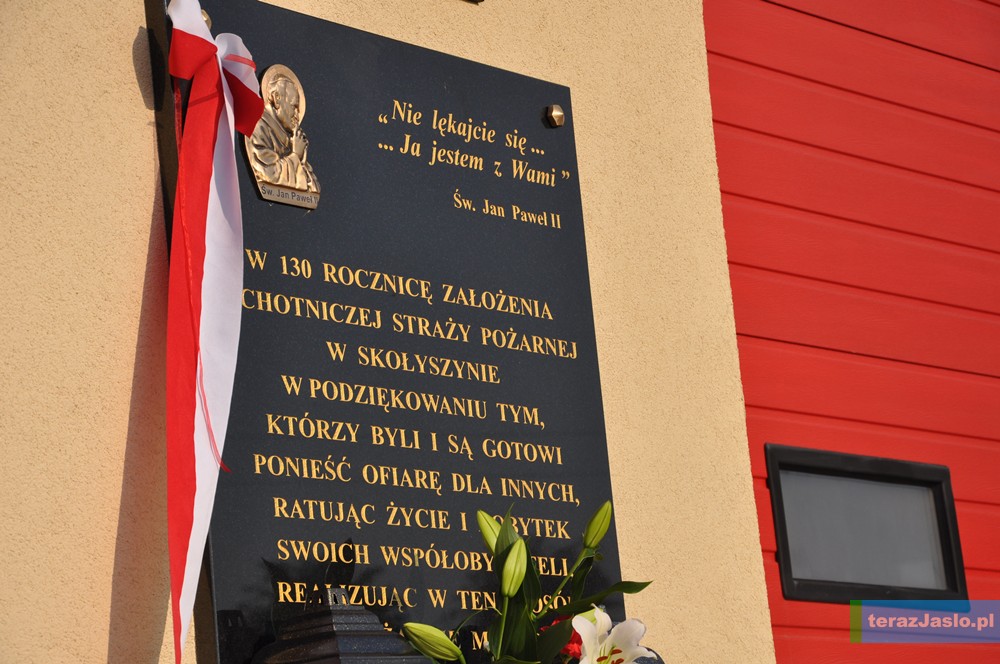 „Nie lękajcie się...
... Ja jestem z Wami”
Św. Jan Paweł II
Św. Jan Paweł II
W 130 ROCZNICĘ ZAŁOŻENIA
CHOTNICZEJ STRAŻY POŻARNEJ
W SKOŁYSZYNIE
W PODZIĘKOWANIU TYM,
KTÓRZY BYLI I SĄ GOTOWI
PONIEŚĆ OFIARĘ DLA INNYCH,
RATUJĄC ŻYCIE I DOBYTEK
SWOICH WSPÓŁOBYWATELI
REALIZUJĄC W TEN
terazJaslo.pl